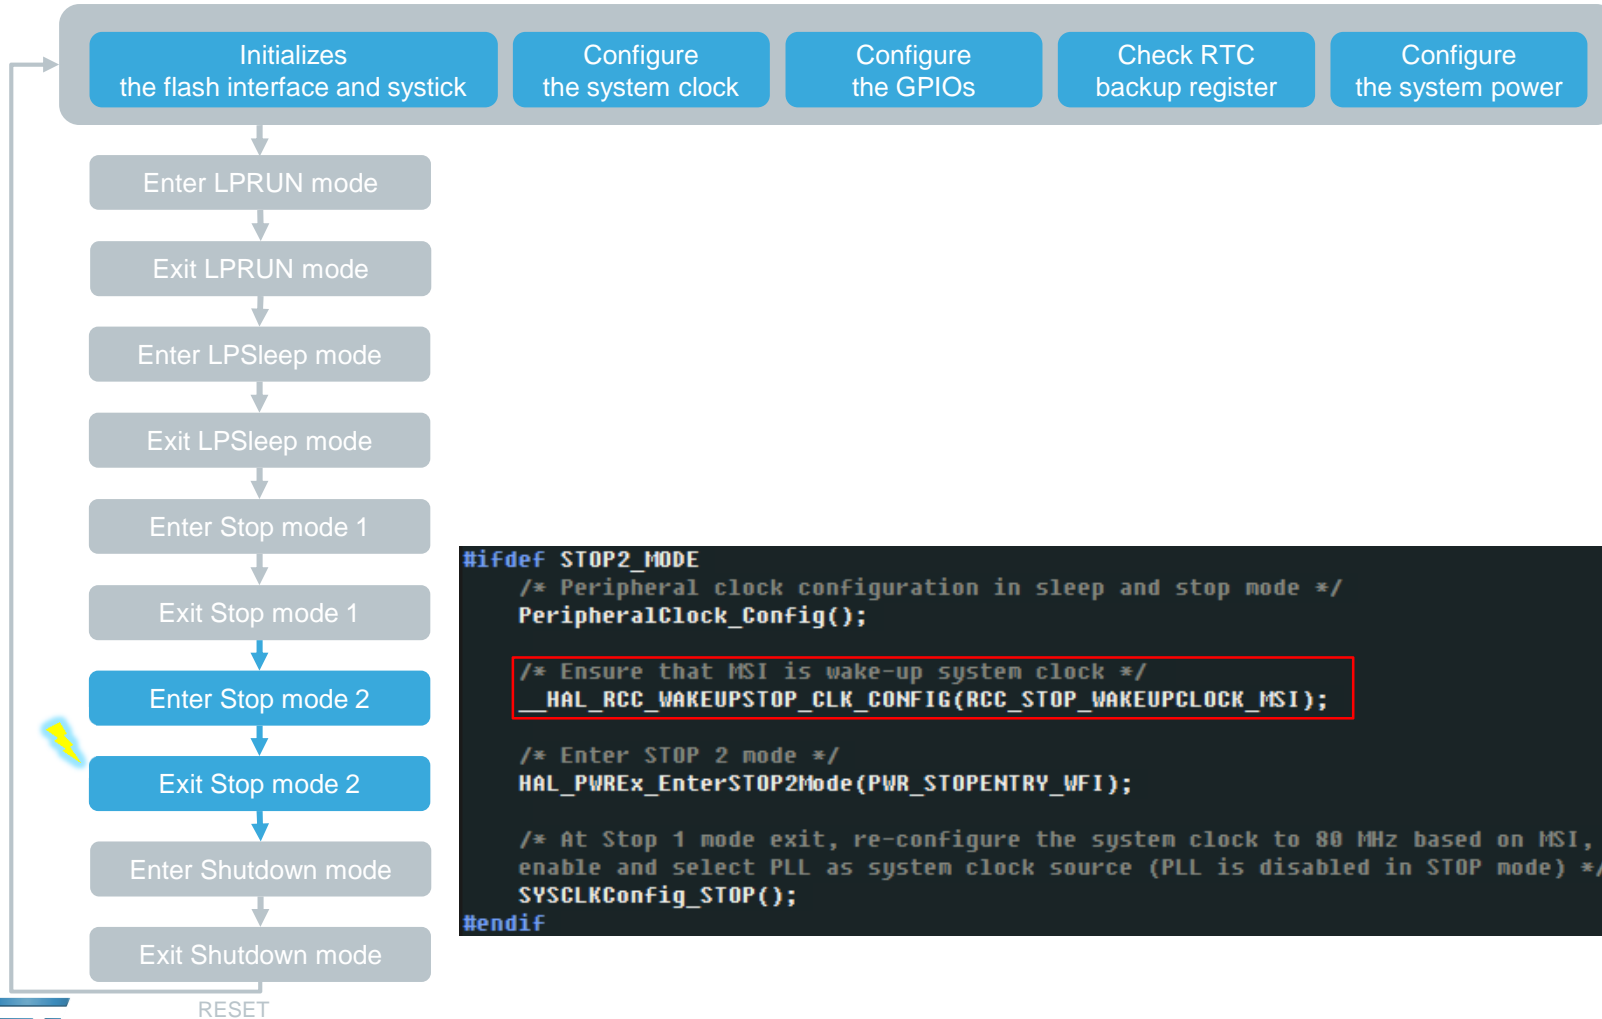 Initializes
the flash interface and systick
Configure
the system clock
Configure
the GPIOs
Check RTC
backup register
Configure
the system power
Enter LPRUN mode
Exit LPRUN mode
Enter LPSleep mode
Exit LPSleep mode
Enter Stop mode 1
Exit Stop mode 1
Enter Stop mode 2
Exit Stop mode 2
Enter Shutdown mode
Exit Shutdown mode
RESET
#ifdef STOP2_MODE
/* Peripheral clock configuration in sleep and stop mode */
PeripheralClock_Config();
/* Ensure that MSI is wake-up system clock */
__HAL_RCC_WAKEUPSTOP_CLK_CONFIG(RCC_STOP_WAKEUPCLOCK_MSI);
/* Enter STOP 2 mode */
HAL_PWREx_EnterSTOP2Mode(PWR_STOPENTRY_WFI);
/* At Stop 1 mode exit, re-configure the system clock to 80 MHz based on MSI,
enable and select PLL as system clock source (PLL is disabled in STOP mode) */
SYSCLKConfig_STOP();
#endif